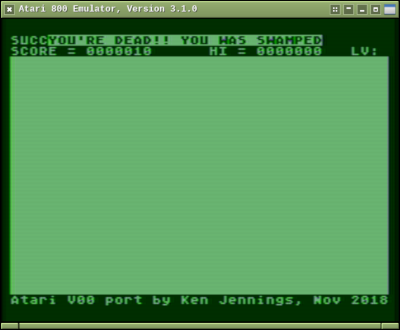 Atari 800 Emulator, Version 3.1.0
SUCCYOU'RE DEAD!! YOU WAS SWAMPED
SCORE = 0000010 HI = 0000000 LV:
Atari V00 port by Ken Jennings, Nov 2018